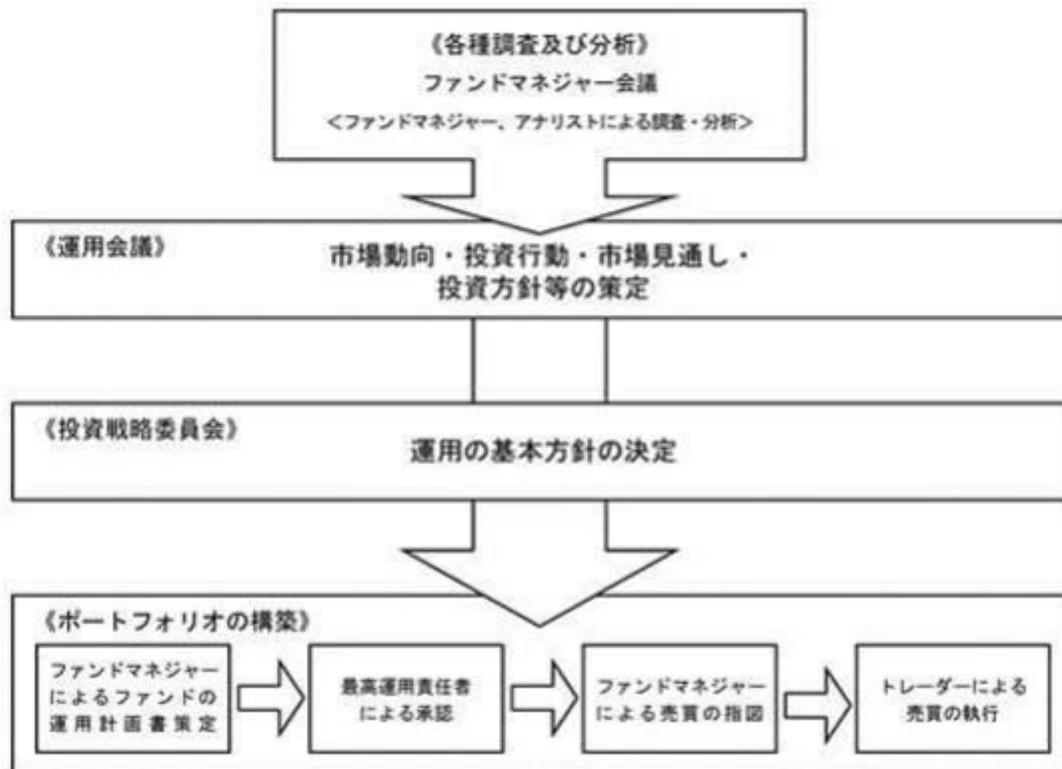 《各種調査及び分析》
ファンドマネジャー会議
＜ファンドマネジャー、アナリストによる調査・分析＞
《運用会議》
市場動向・投資行動・市場見通し・
投資方針等の策定
《投資戦略委員会》
運用の基本方針の決定
《ポートフォリオの構築》
ファンドマネジャー
によるファンドの
運用計画書策定
最高運用責任者
による承認
ファンドマネジャー
による売買の指図
トレーダーによる
売買の執行